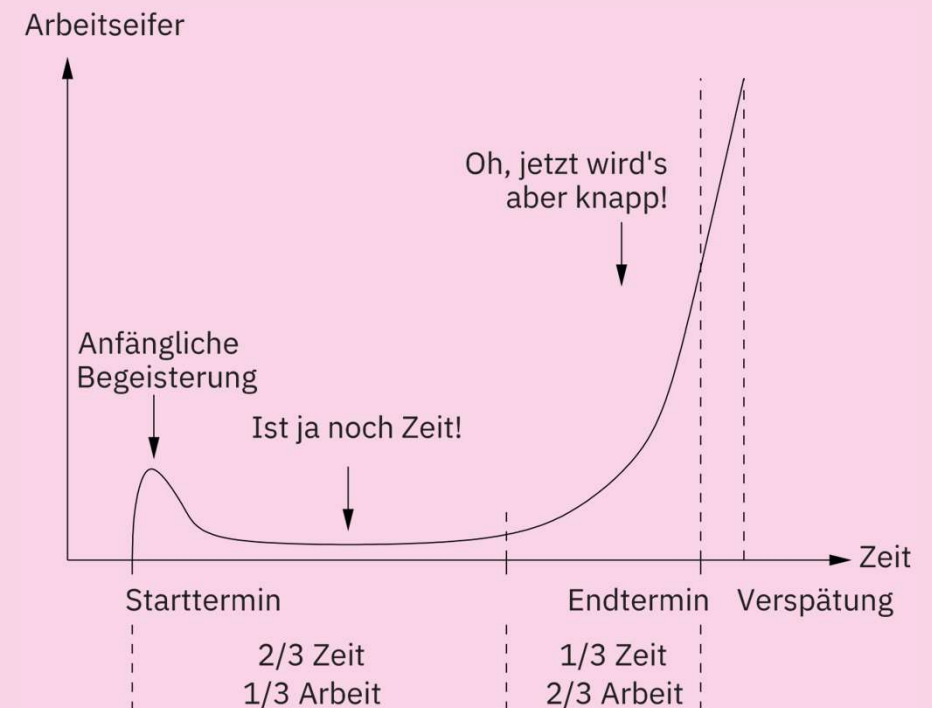 Arbeitseifer
Oh, jetzt wird's
aber knapp!
Anfängliche
Begeisterung
Ist ja noch Zeit!
Zeit
Starttermin
Endtermin
Verspätung
2/3 Zeit
1/3 Arbeit
1/3 Zeit
2/3 Arbeit